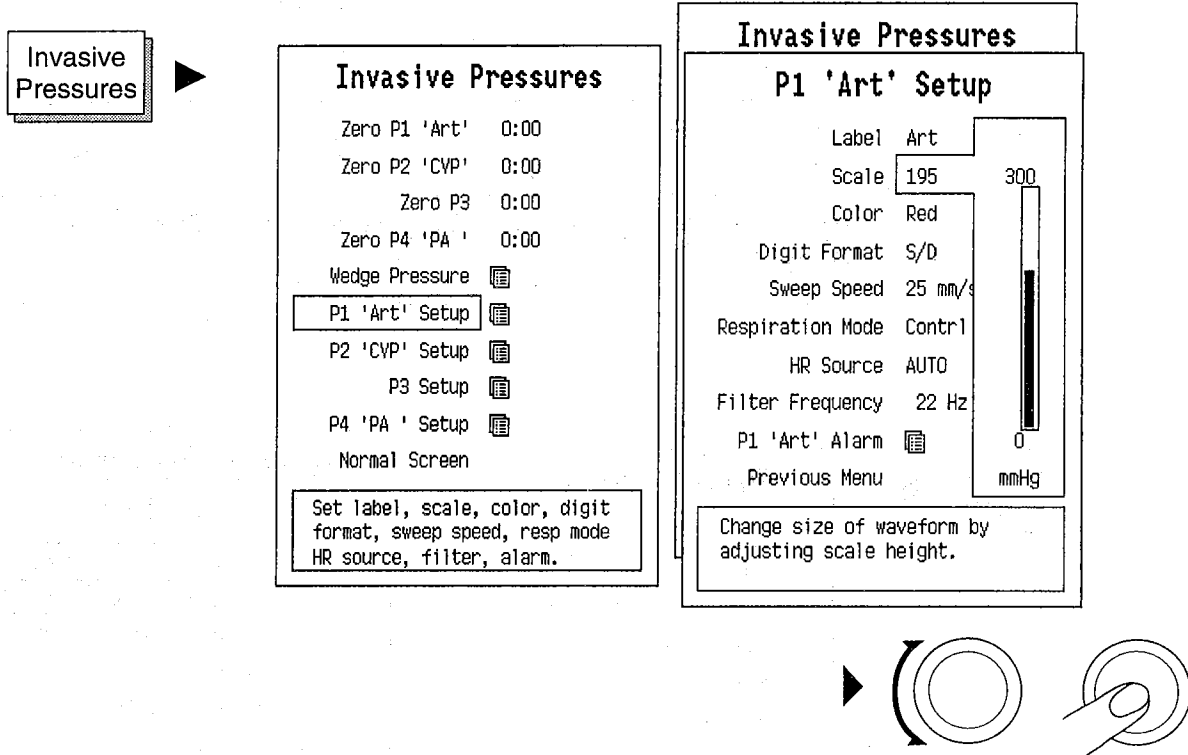 Invasive
Pressures
Invasive Pressures
Zero P1 'Art' 0:00
Zero P2 'CVP' 0:00
Zero P3 0:00
Zero P4 'PA ' 0:00
Wedge Pressure
P1 'Art' Setup
P2 'CVP' Setup
P3 Setup
P4 'PA ' Setup
Normal Screen
Set label, scale, color, digit
format, sweep speed, resp mode
HR source, filter, alarm.
Invasive Pressures
P1 'Art' Setup
Label Art
Scale 195 300
Color Red
Digit Format S/D
Sweep Speed 25 mm/s
Respiration Mode Contrl
HR Source AUTO
Filter Frequency 22 Hz
P1 'Art' Alarm 0
Previous Menu mmHg
Change size of waveform by
adjusting scale height.